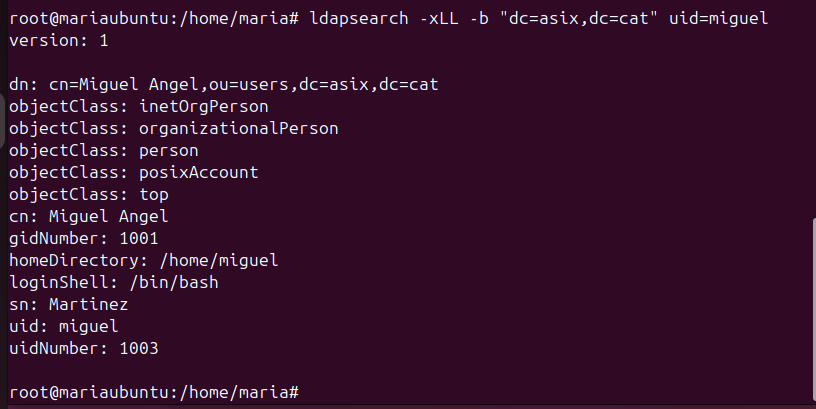 root@mariaubuntu:/home/maria# ldapsearch -xLL -b "dc=asix,dc=cat" uid=miguel
version: 1
dn: cn=Miguel Angel,ou=users,dc=asix,dc=cat
objectClass: inetOrgPerson
objectClass: organizationalPerson
objectClass: person
objectClass: posixAccount
objectClass: top
cn: Miguel Angel
gidNumber: 1001
homeDirectory: /home/miguel
loginShell: /bin/bash
sn: Martinez
uid: miguel
uidNumber: 1003
root@mariaubuntu:/home/maria#